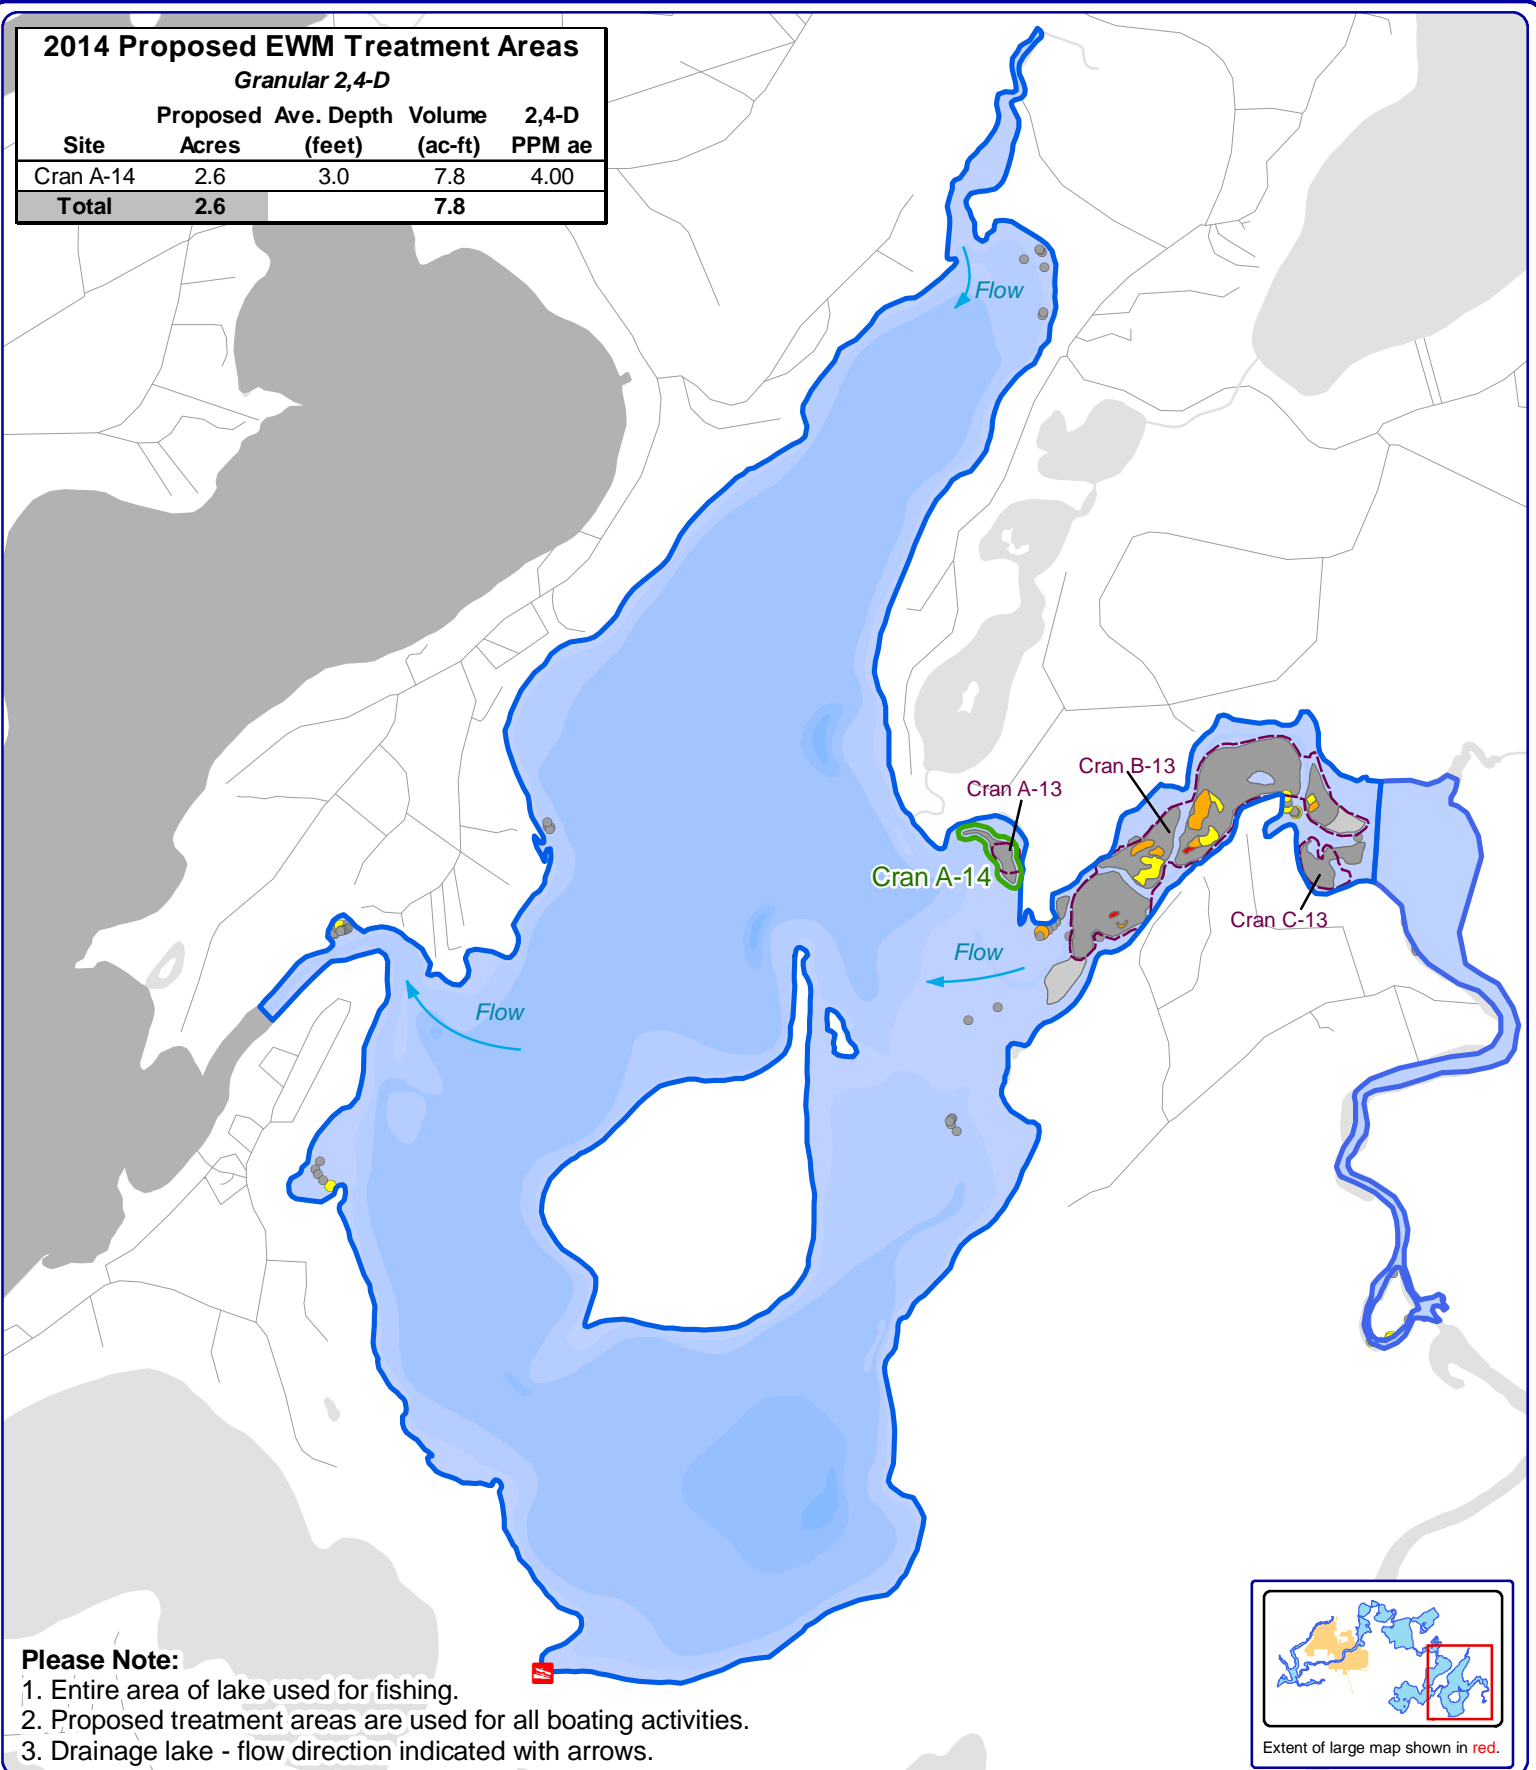 2014 Proposed EWM Treatment Areas
Granular 2,4-D
Proposed Ave. Depth Volume 2,4-D
Site Acres (feet) (ac-ft) PPM ae
Cran A-14 2.6 3.0 7.8 4.00
Total 2.6 7.8
Flow
Cran B-13
Cran A-13
Cran A-14
Cran C-13
Flow
Flow
Please Note:
1. Entire area of lake used for fishing.
2. Proposed treatment areas are used for all boating activities.
3. Drainage lake - flow direction indicated with arrows.
Extent of large map shown in red.